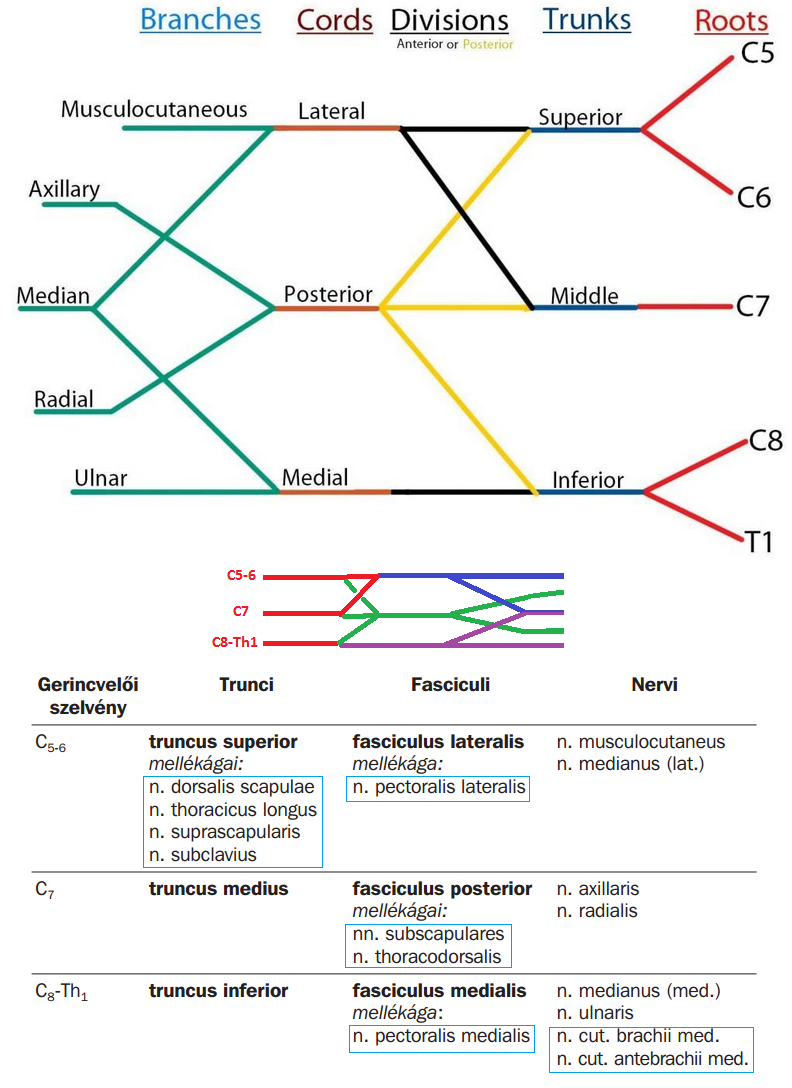 Branches Cords Divisions Trunks Roots
Anterior or Posterior
C5
Musculocutaneous Lateral Superior
Axillary C6
Median Posterior Middle C7
Radial
C8
Ulnar Medial Inferior
T1
C5-6
C7
C8-Th1
Gerincvelői Trunci Fasciculi Nervi
szelvény
C5-6 truncus superior fasciculus lateralis n. musculocutaneus
mellékágai: mellékága: n. medianus (lat.)
n. dorsalis scapulae n. pectoralis lateralis
n. thoracicus longus
n. suprascapularis
n. subclavius
C7 truncus medius fasciculus posterior n. axillaris
mellékágai: n. radialis
nn. subscapulares
n. thoracodorsalis
C8-Th1 truncus inferior fasciculus medialis n. medianus (med.)
mellékága: n. ulnaris
n. pectoralis medialis n. cut. brachii med.
n. cut. antebrachii med.